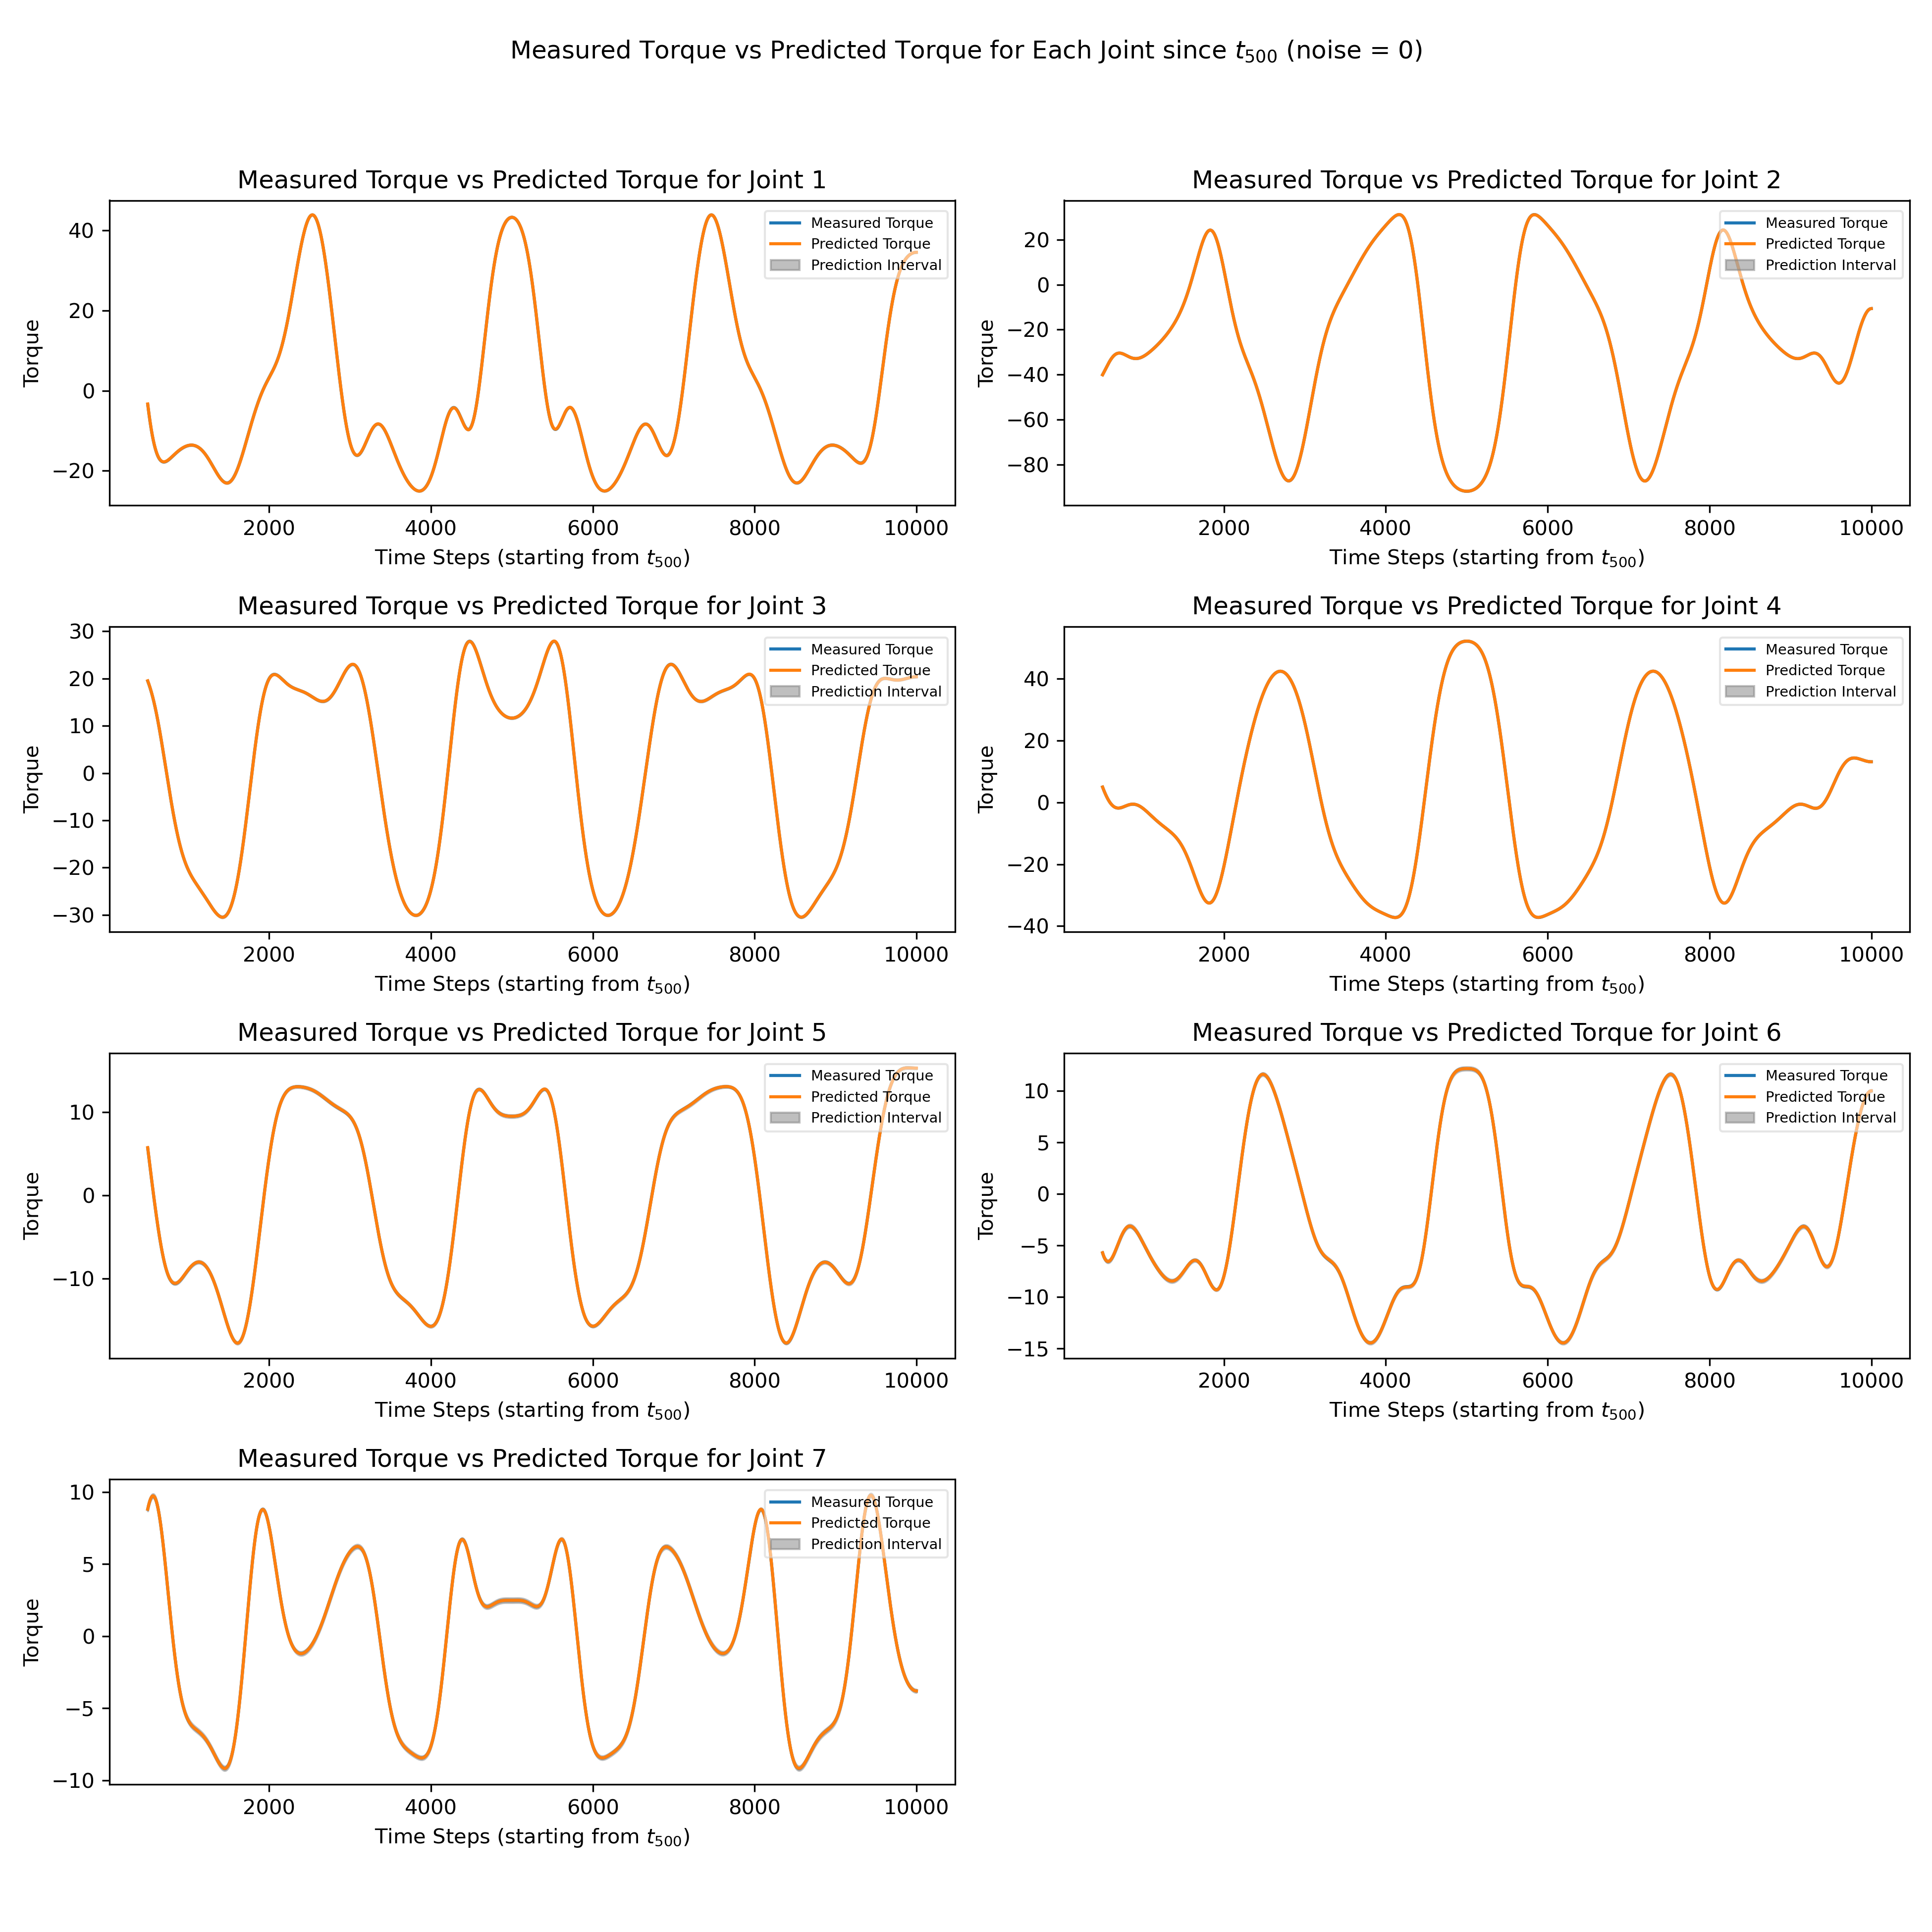 Measured Torque vs Predicted Torque for Each Joint since t500 (noise = 0)
Measured Torque vs Predicted Torque for Joint 1
Measured Torque
Predicted Torque
Prediction Interval
Torque
40
20
0
−20
2000 4000 6000 8000 10000
Time Steps (starting from t500)
Measured Torque vs Predicted Torque for Joint 2
Measured Torque
Predicted Torque
Prediction Interval
Torque
20
0
−20
−40
−60
−80
2000 4000 6000 8000 10000
Time Steps (starting from t500)
Measured Torque vs Predicted Torque for Joint 3
Measured Torque
Predicted Torque
Prediction Interval
Torque
30
20
10
0
−10
−20
−30
2000 4000 6000 8000 10000
Time Steps (starting from t500)
Measured Torque vs Predicted Torque for Joint 4
Measured Torque
Predicted Torque
Prediction Interval
Torque
40
20
0
−20
−40
2000 4000 6000 8000 10000
Time Steps (starting from t500)
Measured Torque vs Predicted Torque for Joint 5
Measured Torque
Predicted Torque
Prediction Interval
Torque
10
0
−10
2000 4000 6000 8000 10000
Time Steps (starting from t500)
Measured Torque vs Predicted Torque for Joint 6
Measured Torque
Predicted Torque
Prediction Interval
Torque
10
5
0
−5
−10
−15
2000 4000 6000 8000 10000
Time Steps (starting from t500)
Measured Torque vs Predicted Torque for Joint 7
Measured Torque
Predicted Torque
Prediction Interval
Torque
10
5
0
−5
−10
2000 4000 6000 8000 10000
Time Steps (starting from t500)